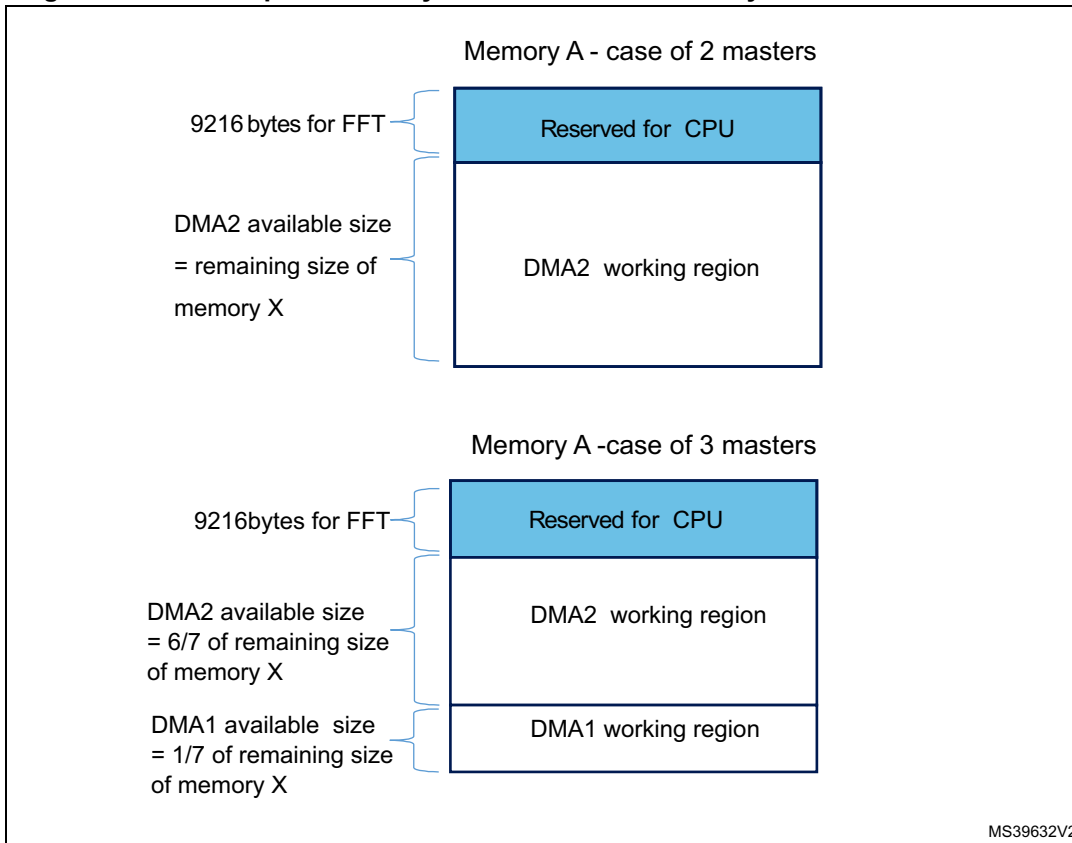 Memory A - case of 2 masters
9216 bytes for FFT
Reserved for CPU
DMA2 available size
= remaining size of
memory X
DMA2 working region
Memory A -case of 3 masters
9216bytes for FFT
Reserved for CPU
DMA2 available size
= 6/7 of remaining size
of memory X
DMA2 working region
DMA1 available size
= 1/7 of remaining size
of memory X
DMA1 working region
MS39632V2